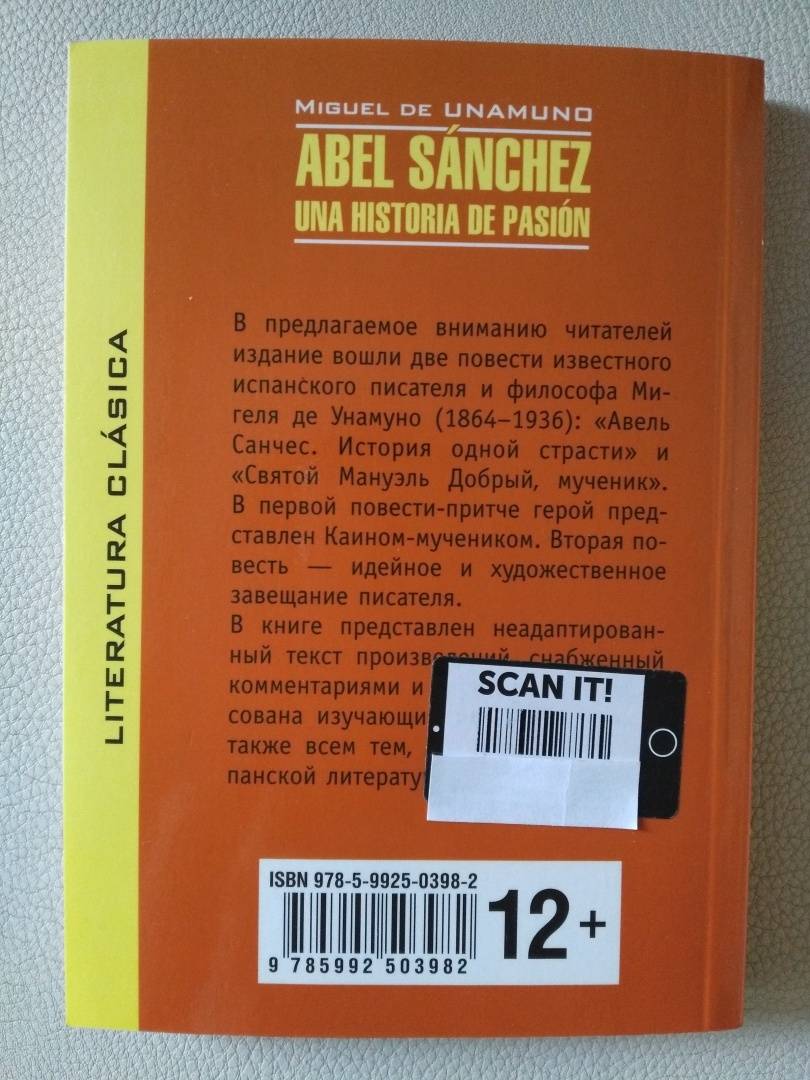 MIGUEL DE UNAMUNO
ABEL SÁNCHEZ
UNA HISTORIA DE PASIÓN
LITERATURA CLÁSICA
В предлагаемое вниманию читателей
издание вошли две повести известного
испанского писателя и философа Ми-
геля де Унамуно (1864–1936): «Авель
Санчес. История одной страсти» и
«Святой Мануэль Добрый, мученик».
В первой повести-притче герой пред-
ставлен Каином-мучеником. Вторая по-
весть — идейное и художественное
завещание писателя.
В книге представлен неадаптирован-
ный текст произведений, снабженный
комментариями и
сована изучающи
также всем тем,
панской литерату
SCAN IT!
ISBN 978-5-9925-0398-2
9 785992 503982
12+